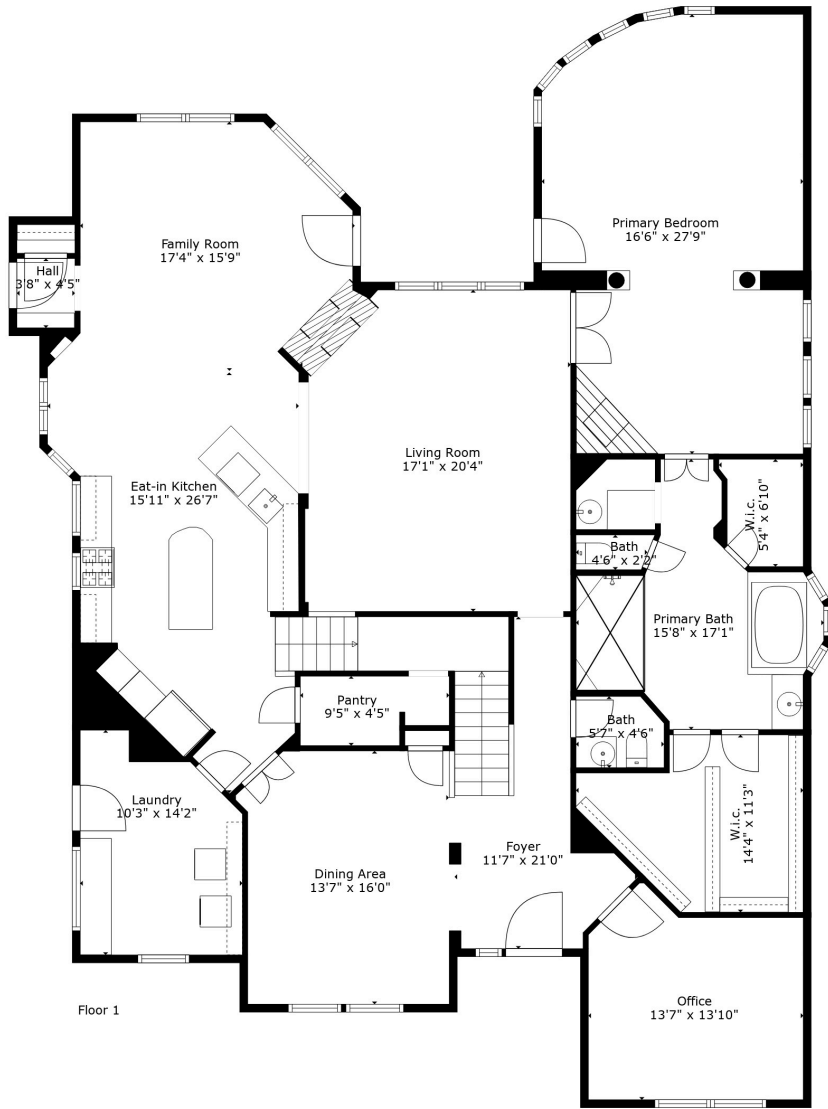 Primary Bedroom
16'6" x 27'9"
Family Room
17'4" x 15'9"
Hall
3'8" x 4'5"
Living Room
17'1" x 20'4"
Eat-in Kitchen
15'11" x 26'7"
W.i.c.
5'4" x 6'10"
Bath
4'6" x 2'2"
Primary Bath
15'8" x 17'1"
Pantry
9'5" x 4'5"
Bath
5'7" x 4'6"
Laundry
10'3" x 14'2"
W.i.c.
14'4" x 11'3"
Foyer
11'7" x 21'0"
Dining Area
13'7" x 16'0"
Office
13'7" x 13'10"
Floor 1